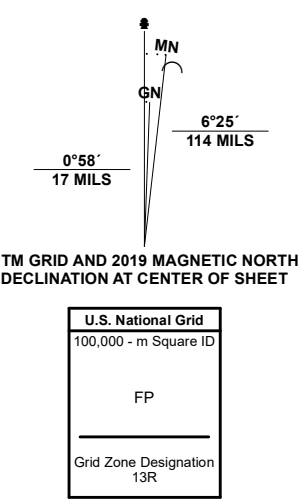 MN
GN
6°25´
114 MILS
0°58´
17 MILS
TM GRID AND 2019 MAGNETIC NORTH
DECLINATION AT CENTER OF SHEET
U.S. National Grid
100,000 - m Square ID
FP
Grid Zone Designation
13R